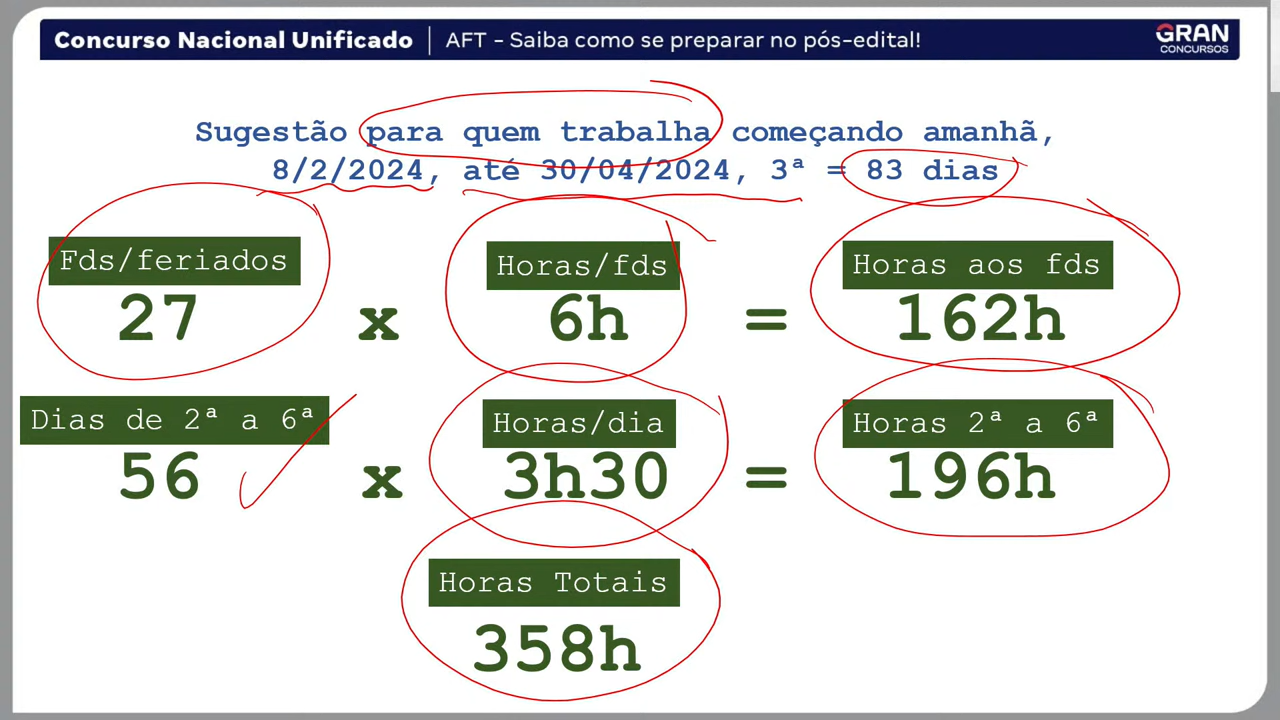 Concurso Nacional Unificado | AFT - Saiba como se preparar no pós-edital!
GRAN
CONCURSOS
Sugestão para quem trabalha começando amanhã,
8/2/2024, até 30/04/2024, 3ª = 83 dias
Fds/feriados Horas/fds Horas aos fds
27 x 6h = 162h
Dias de 2ª a 6ª Horas/dia Horas 2ª a 6ª
56 x 3h30 = 196h
Horas Totais
358h